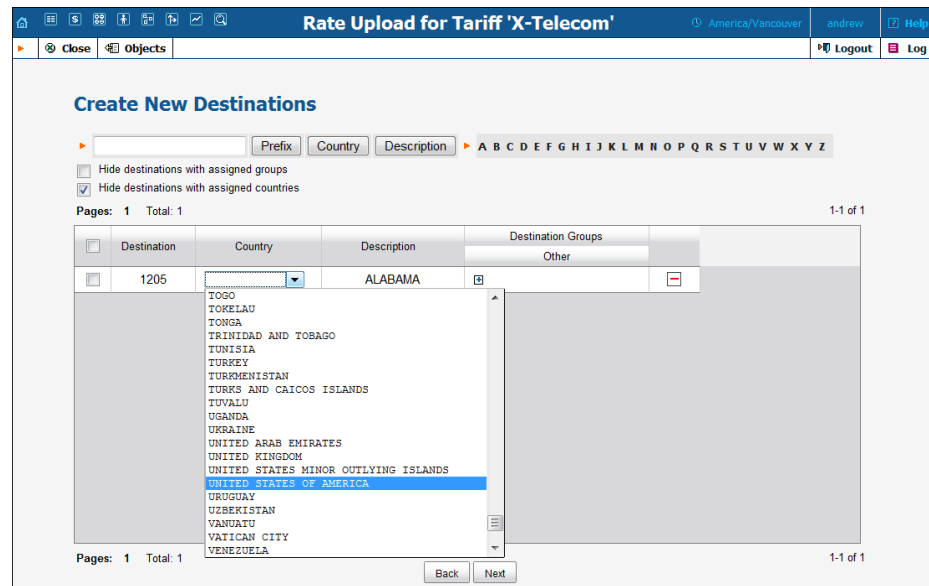 Rate Upload for Tariff 'X-Telecom' America/Vancouver andrew Help
Close Objects Logout Log
Create New Destinations
Prefix Country Description A B C D E F G H I J K L M N O P Q R S T U V W X Y Z
Hide destinations with assigned groups
Hide destinations with assigned countries
Pages: 1 Total: 1 1-1 of 1
Destination Country Description Destination Groups
Other
1205 ALABAMA
TOGO
TOKELAU
TONGA
TRINIDAD AND TOBAGO
TUNISIA
TURKEY
TURKMENISTAN
TURKS AND CAICOS ISLANDS
TUVALU
UGANDA
UKRAINE
UNITED ARAB EMIRATES
UNITED KINGDOM
UNITED STATES MINOR OUTLYING ISLANDS
UNITED STATES OF AMERICA
URUGUAY
UZBEKISTAN
VANUATU
VATICAN CITY
VENEZUELA
Pages: 1 Total: 1 1-1 of 1
Back Next